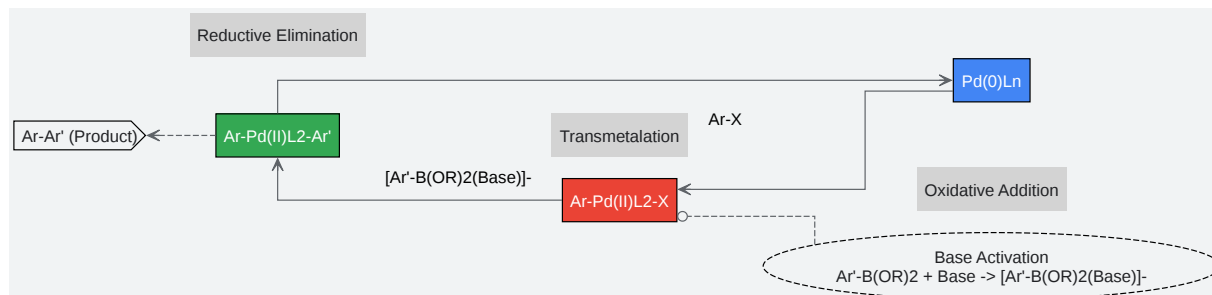 Reductive Elimination
Pd(0)Ln
Ar-X
Ar-Ar' (Product)
Ar-Pd(II)L2-Ar'
Transmetalation
[Ar'-B(OR)2(Base)]-
Ar-Pd(II)L2-X
Oxidative Addition
Base Activation
Ar'-B(OR)2 + Base -> [Ar'-B(OR)2(Base)]-